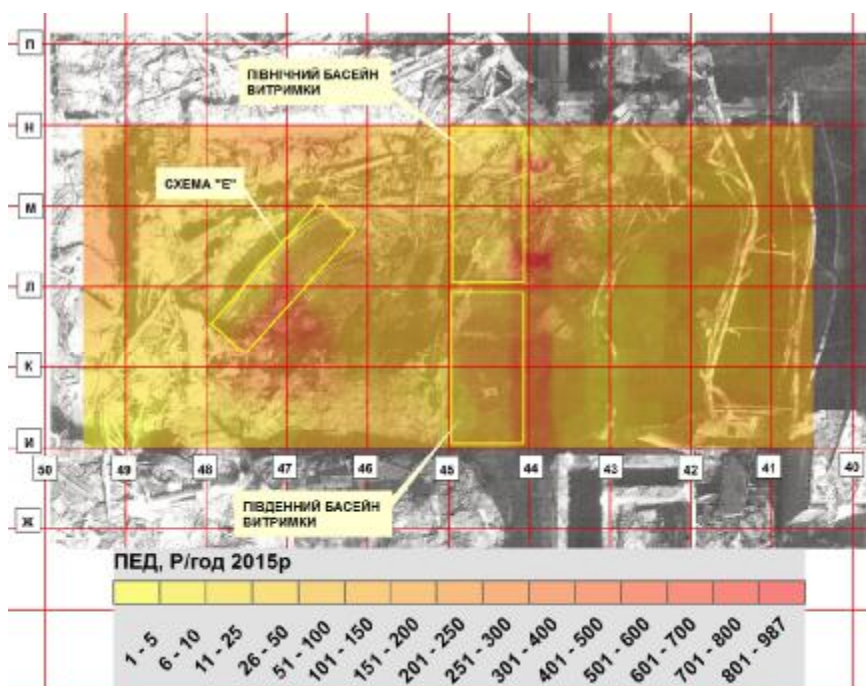 П
ПІВНІЧНИЙ БАСЕЙН
ВИТРИМКИ
Н
СХЕМА "Е"
М
Л
К
И
50 49 48 47 46 45 44 43 42 41 40
ПІВДЕННИЙ БАСЕЙН
ВИТРИМКИ
Ж
ПЕД, Р/год 2015р
1 - 5 6 - 10 11 - 25 26 - 50 51 - 100 101 - 150 151 - 200 201 - 250 251 - 300 301 - 400 401 - 500 501 - 600 601 - 700 701 - 800 801 - 987